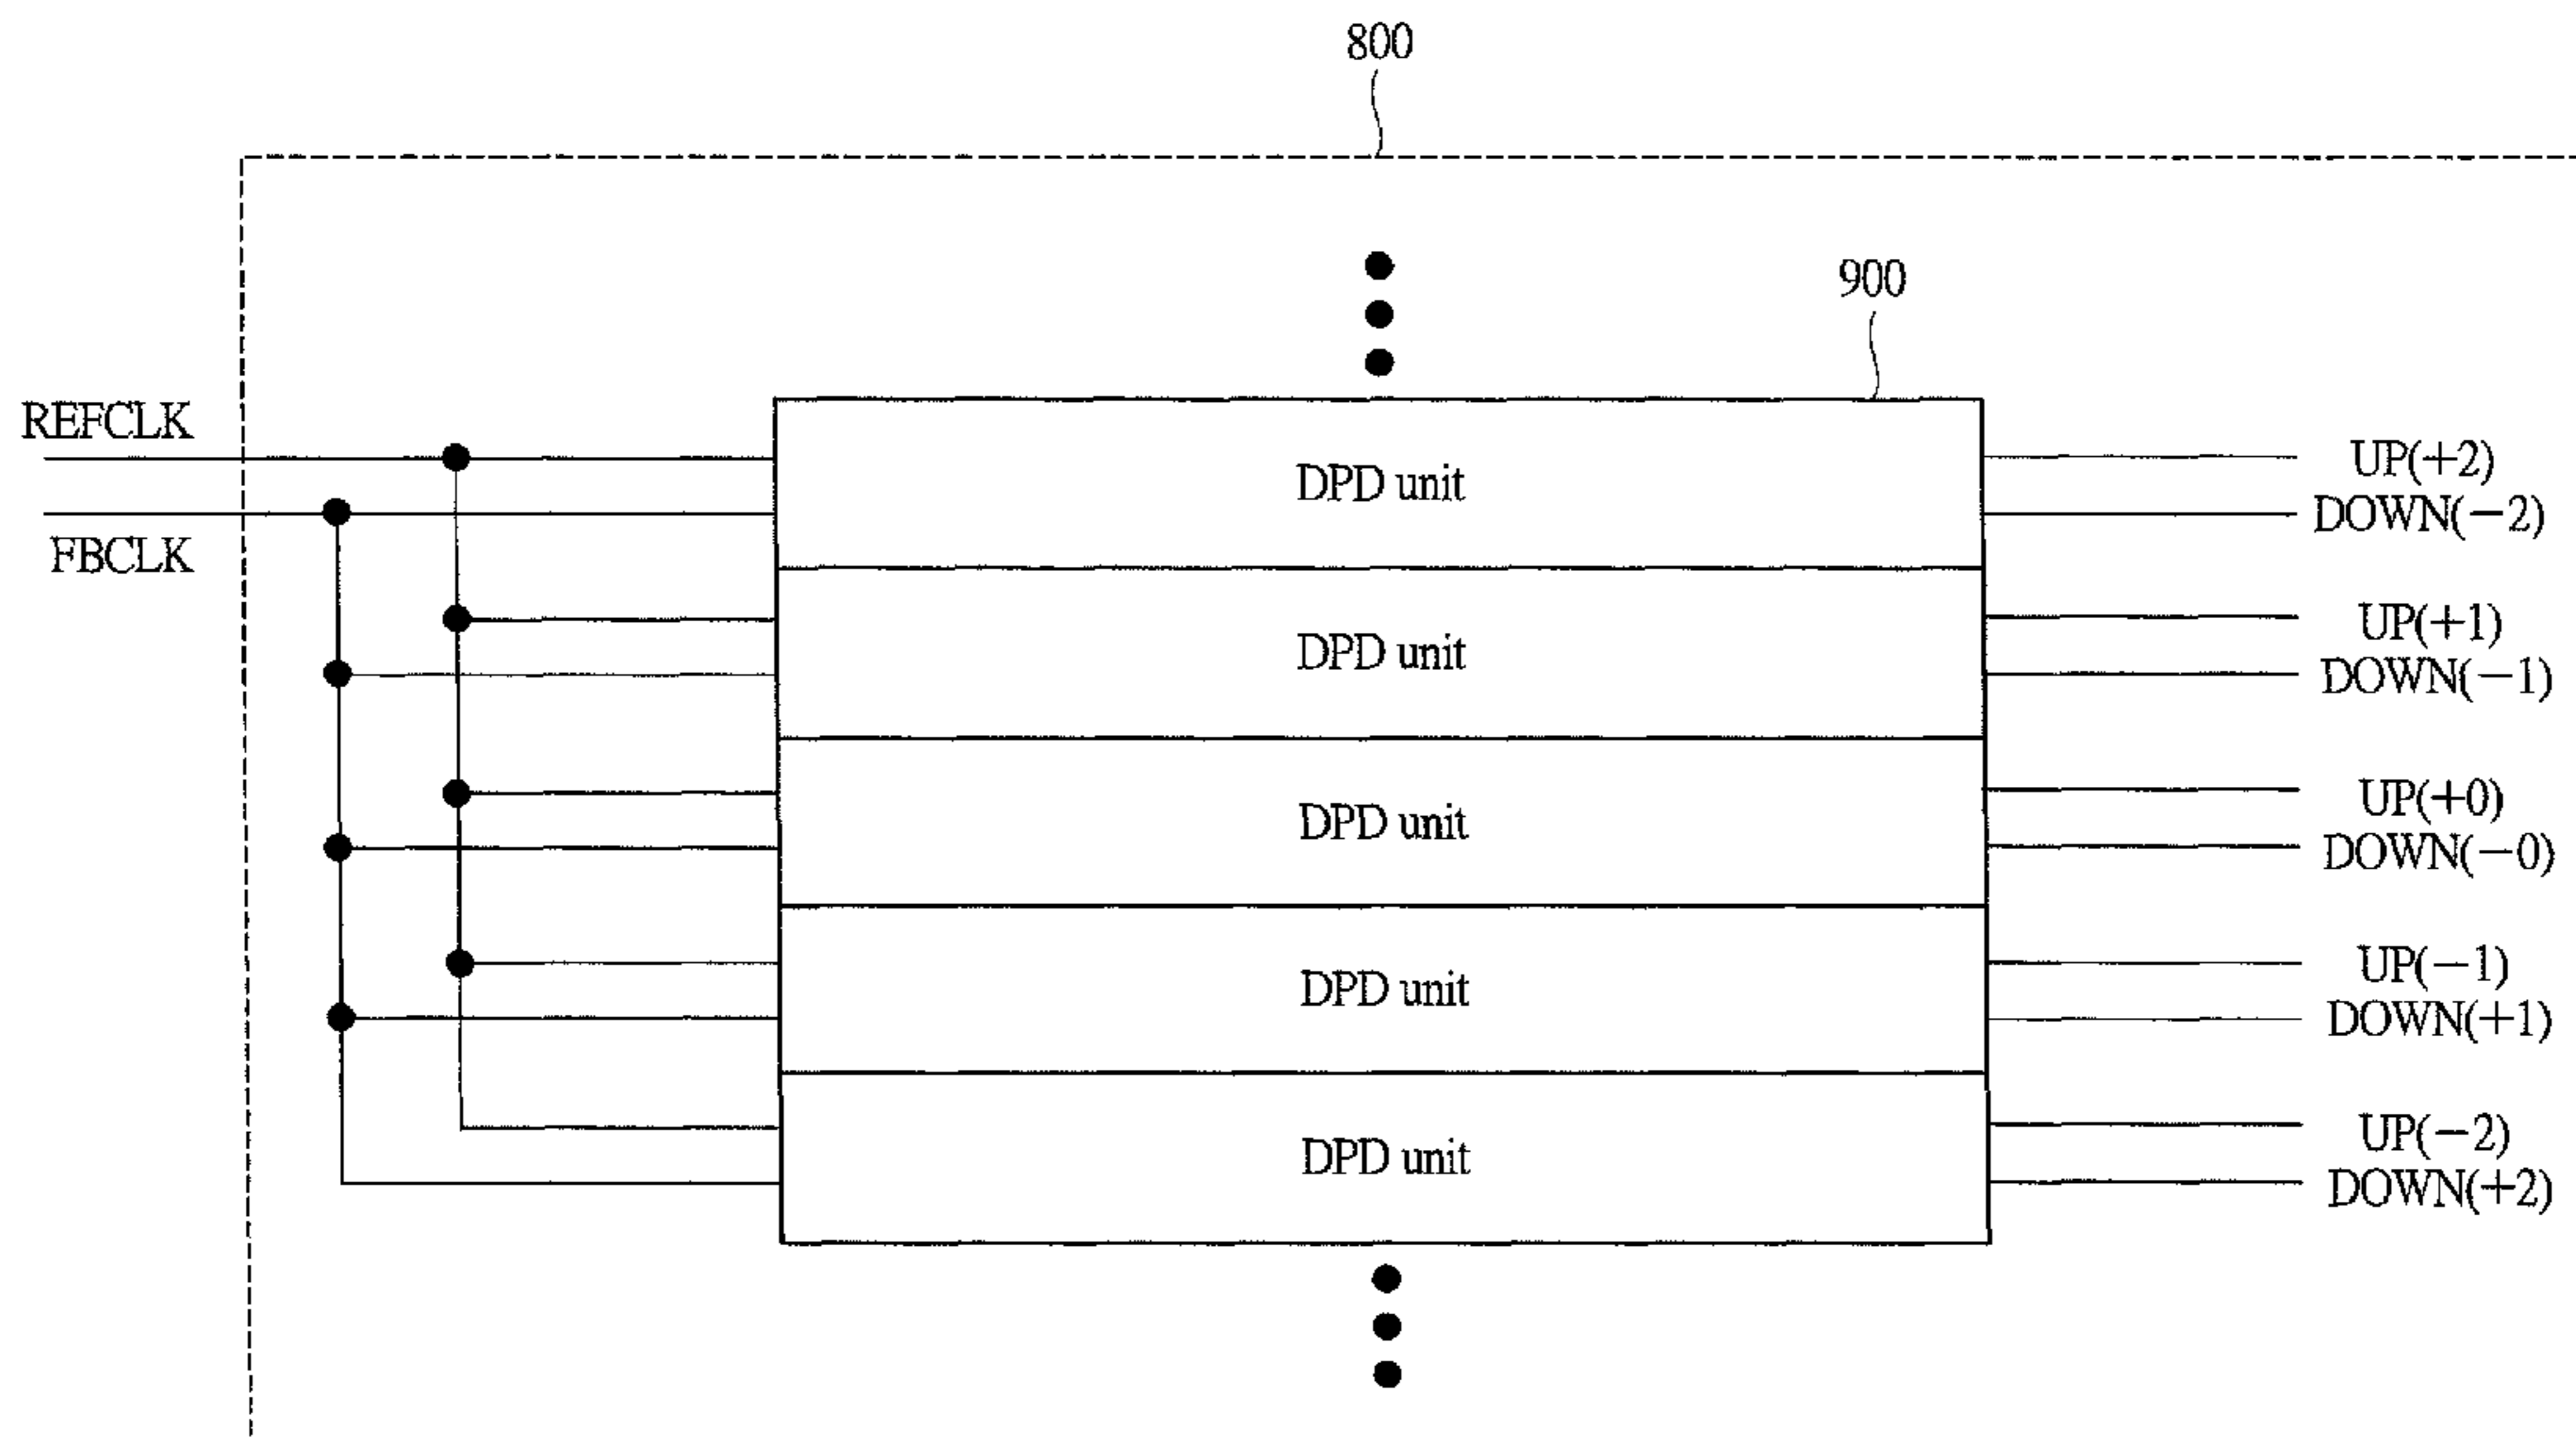 800
900
REFCLK
FBCLK
DPD unit
UP(+2)
DOWN(−2)
DPD unit
UP(+1)
DOWN(−1)
DPD unit
UP(+0)
DOWN(−0)
DPD unit
UP(−1)
DOWN(+1)
DPD unit
UP(−2)
DOWN(+2)